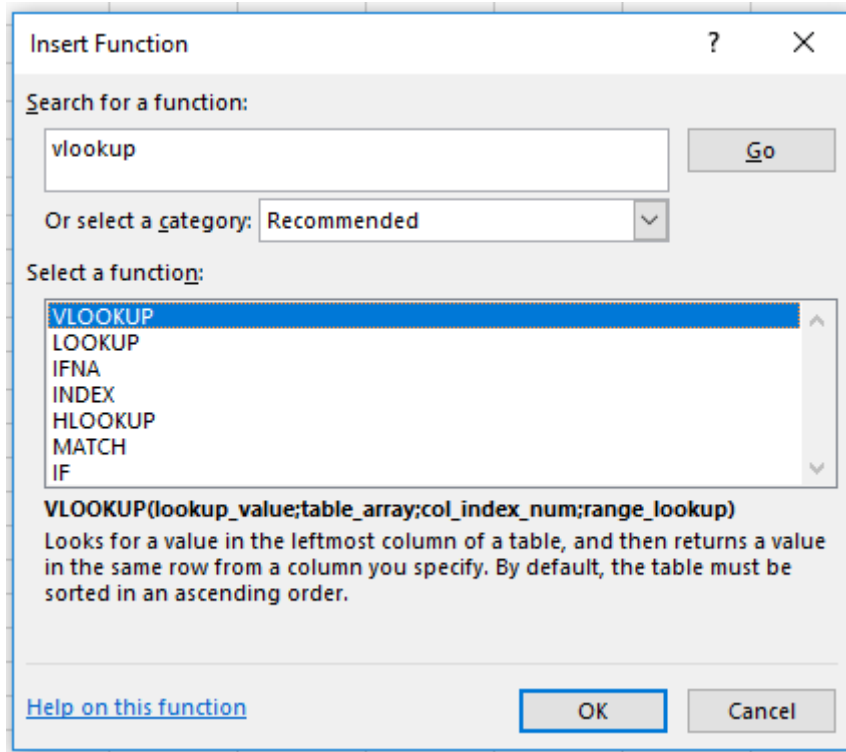 Insert Function
?
Search for a function:
vlookup
Go
Or select a category:
Recommended
Select a function:
VLOOKUP
LOOKUP
IFNA
INDEX
HLOOKUP
MATCH
IF
VLOOKUP(lookup_value;table_array;col_index_num;range_lookup)
Looks for a value in the leftmost column of a table, and then returns a value
in the same row from a column you specify. By default, the table must be
sorted in an ascending order.
Help on this function
OK
Cancel